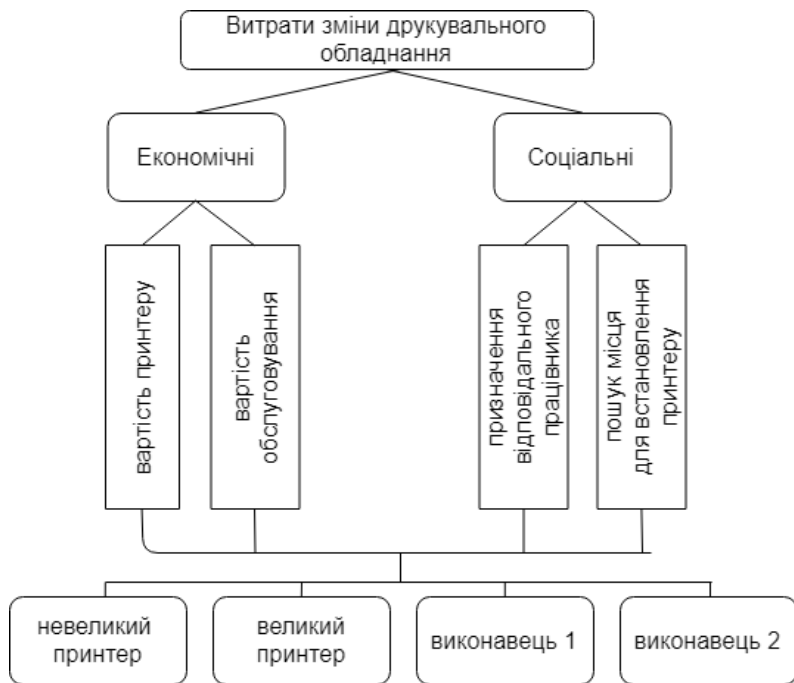 Витрати зміни друкувального
обладнання
Економічні
Соціальні
вартість принтеру
вартість
обслуговування
призначення
відповідального
працівника
пошук місця
для встановлення
принтеру
невеликий
принтер
великий
принтер
виконавець 1
виконавець 2